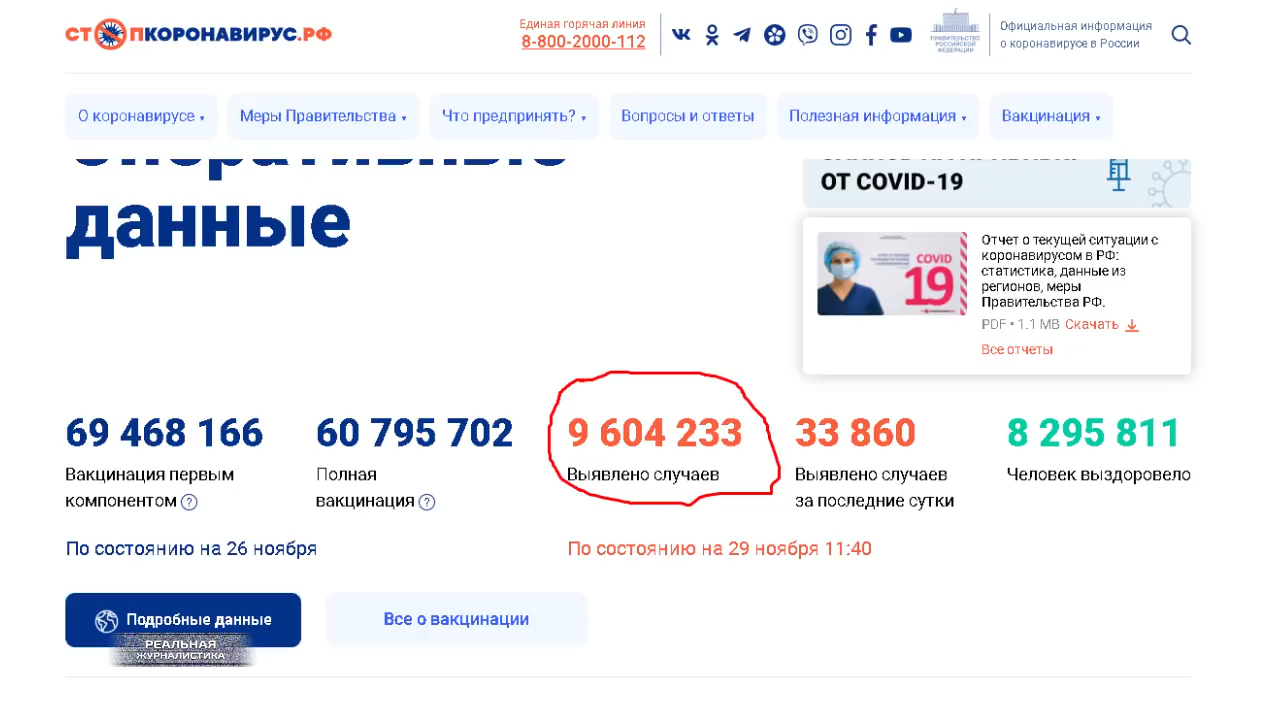 СТОПКОРОНАВИРУС.РФ
Единая горячая линия
8-800-2000-112
ПРАВИТЕЛЬСТВО
РОССИЙСКОЙ
ФЕДЕРАЦИИ
Официальная информация
о коронавирусе в России
О коронавирусе
Меры Правительства
Что предпринять?
Вопросы и ответы
Полезная информация
Вакцинация
Оперативные
данные
ОТ COVID-19
COVID
19
Отчет о текущей ситуации с
коронавирусом в РФ:
статистика, данные из
регионов, меры
Правительства РФ.
PDF • 1.1 MB Скачать
Все отчеты
69 468 166
Вакцинация первым
компонентом ?
60 795 702
Полная
вакцинация ?
9 604 233
Выявлено случаев
33 860
Выявлено случаев
за последние сутки
8 295 811
Человек выздоровело
По состоянию на 26 ноября
По состоянию на 29 ноября 11:40
Подробные данные
Все о вакцинации
РЕАЛЬНАЯ
ЖУРНАЛИСТИКА